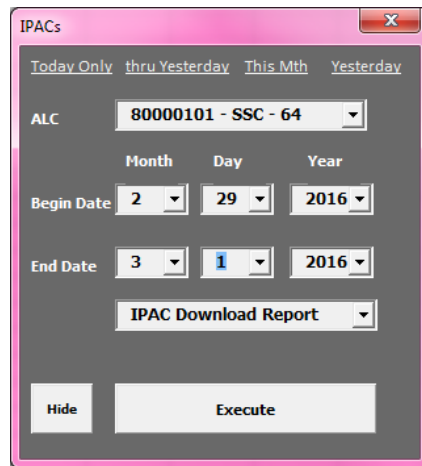 IPACs
Today Only thru Yesterday This Mth Yesterday
ALC 80000101 - SSC - 64
Month Day Year
Begin Date 2 29 2016
End Date 3 1 2016
IPAC Download Report
Hide Execute